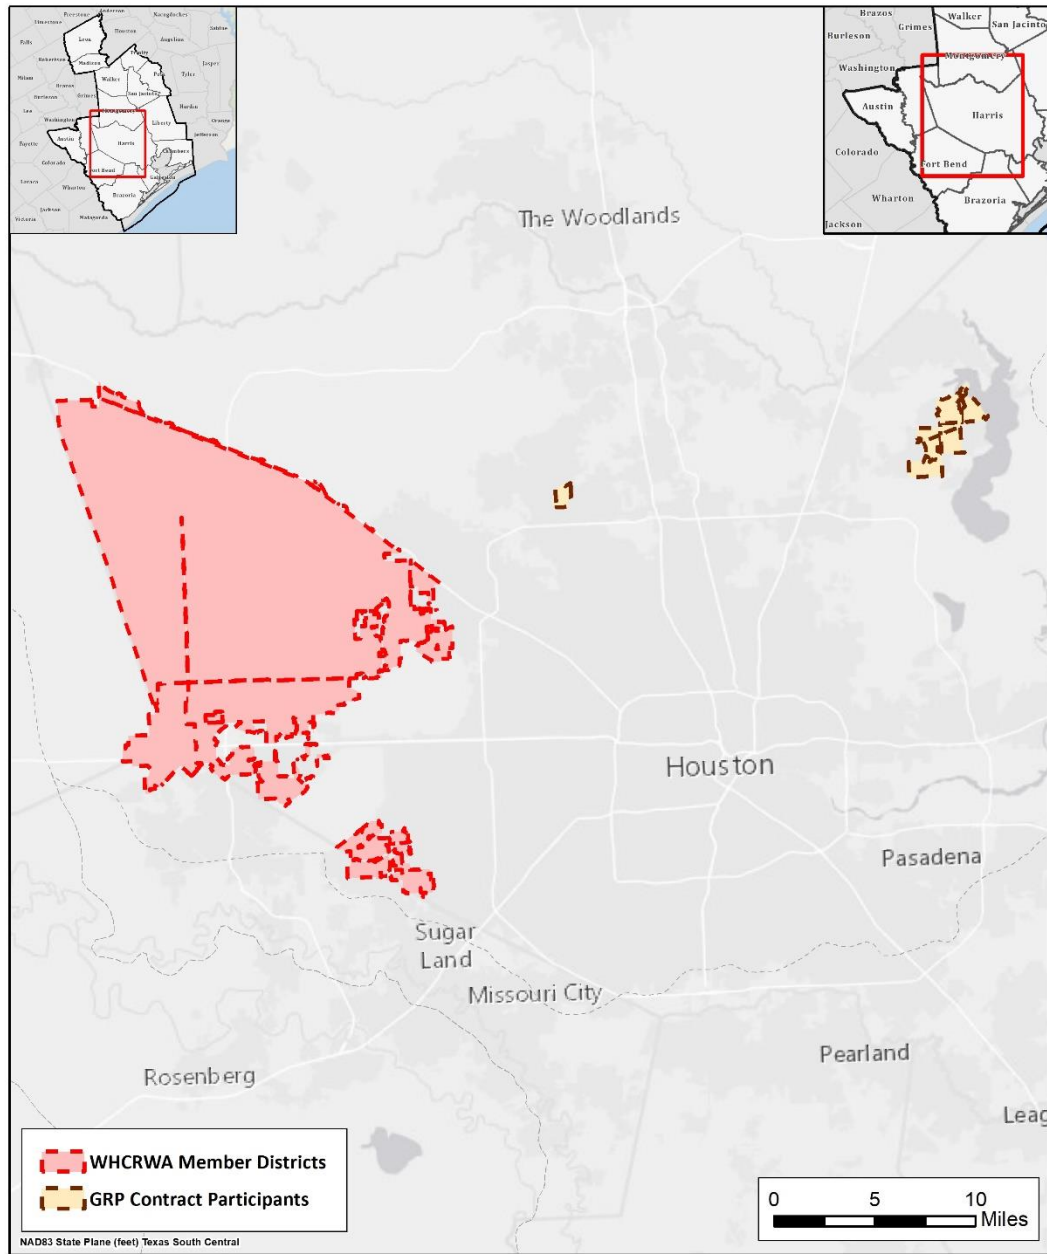 Freestone
Anderson
Limestone
Houston
Nacogdoches
Sabine
Falls
Leon
Angelina
Robertson
Madison
Trinity
Jasper
Milam
Walker
Polk
Tyler
Brazos
San Jacinto
Burleson
Grimes
Hardin
Lee
Montgomery
Washington
Liberty
Orange
Jefferson
Austin
Harris
Fayette
Chambers
Colorado
Fort Bend
Galveston
Lavaca
Wharton
Brazoria
Jackson
Victoria
Matagorda
Brazos
Walker
Grimes
San Jacinto
Burleson
Montgomery
Washington
Austin
Harris
Colorado
Fort Bend
Wharton
Brazoria
Jackson
The Woodlands
Houston
Pasadena
Sugar
Land
Missouri City
Pearland
Rosenberg
Leag
WHCRWA Member Districts
GRP Contract Participants
0 5 10
Miles
NAD83 State Plane (feet) Texas South Central